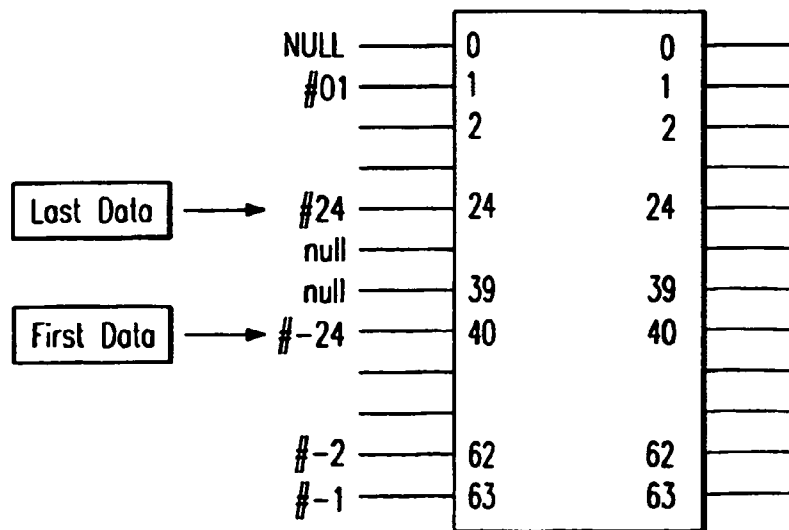 NULL 0 0
#01 1 1
2 2
Last Data #24 24 24
null
null 39 39
First Data #-24 40 40
#-2 62 62
#-1 63 63